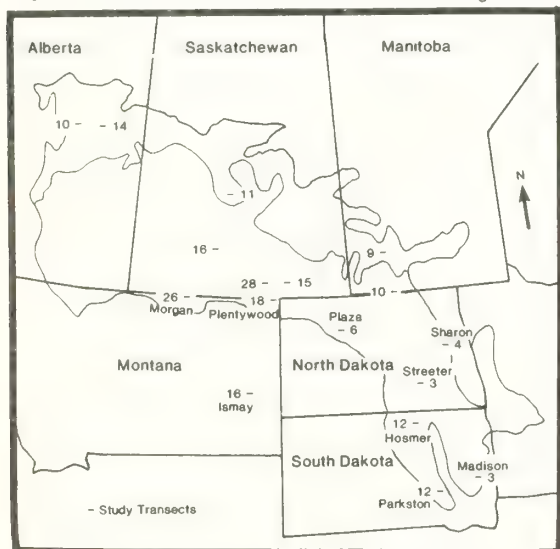 Alberta
Saskatchewan
Manitoba
10 –
– 14
– 11
N
16 –
9 –
28 –
– 15
26 –
18 –
10 –
Morgan
Plentywood
Plaza
– 6
Sharon
– 4
Montana
North Dakota
Streeter
– 3
16 –
Ismay
12 –
Hosmer
South Dakota
Madison
– 3
12 –
Parkston
– Study Transects